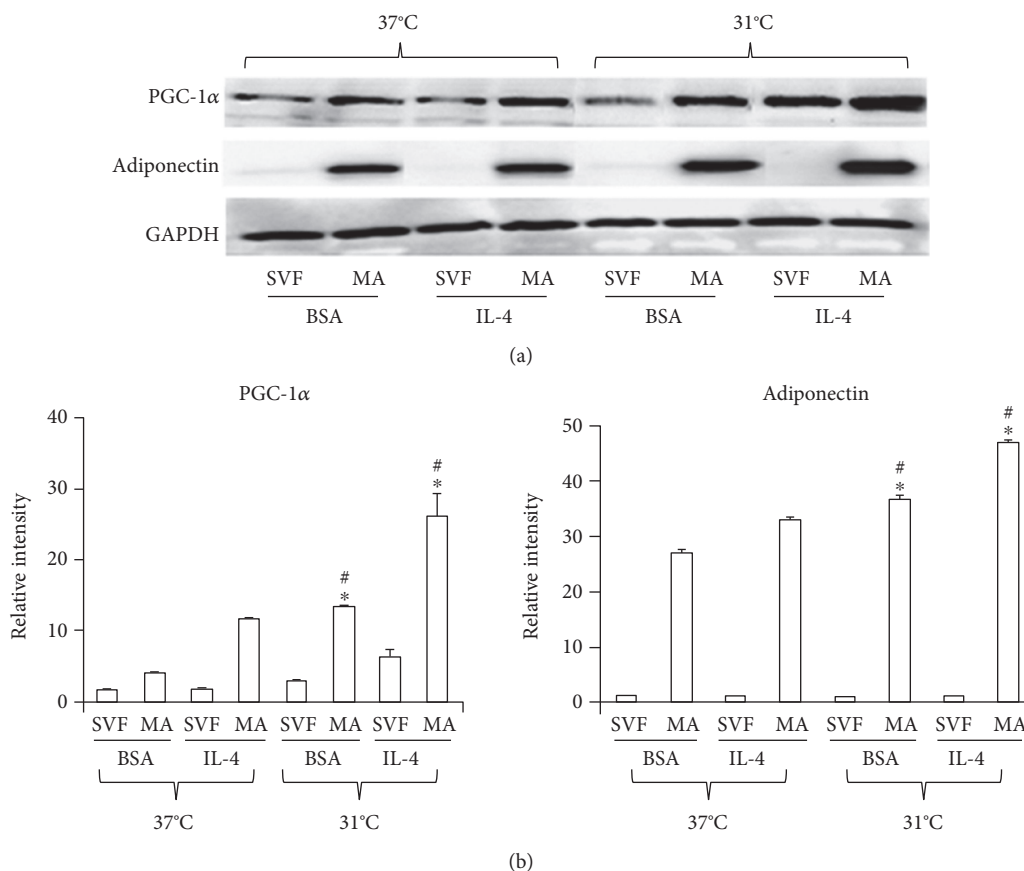 37°C 31°C
PGC-1α
Adiponectin
GAPDH
SVF MA SVF MA SVF MA SVF MA
BSA IL-4 BSA IL-4
(a)
PGC-1α
40
30
20
10
0
Relative intensity
# *
# *
SVF MA SVF MA SVF MA SVF MA
BSA IL-4 BSA IL-4
37°C 31°C
Adiponectin
50
40
30
20
10
0
Relative intensity
# *
# *
SVF MA SVF MA SVF MA SVF MA
BSA IL-4 BSA IL-4
37°C 31°C
(b)